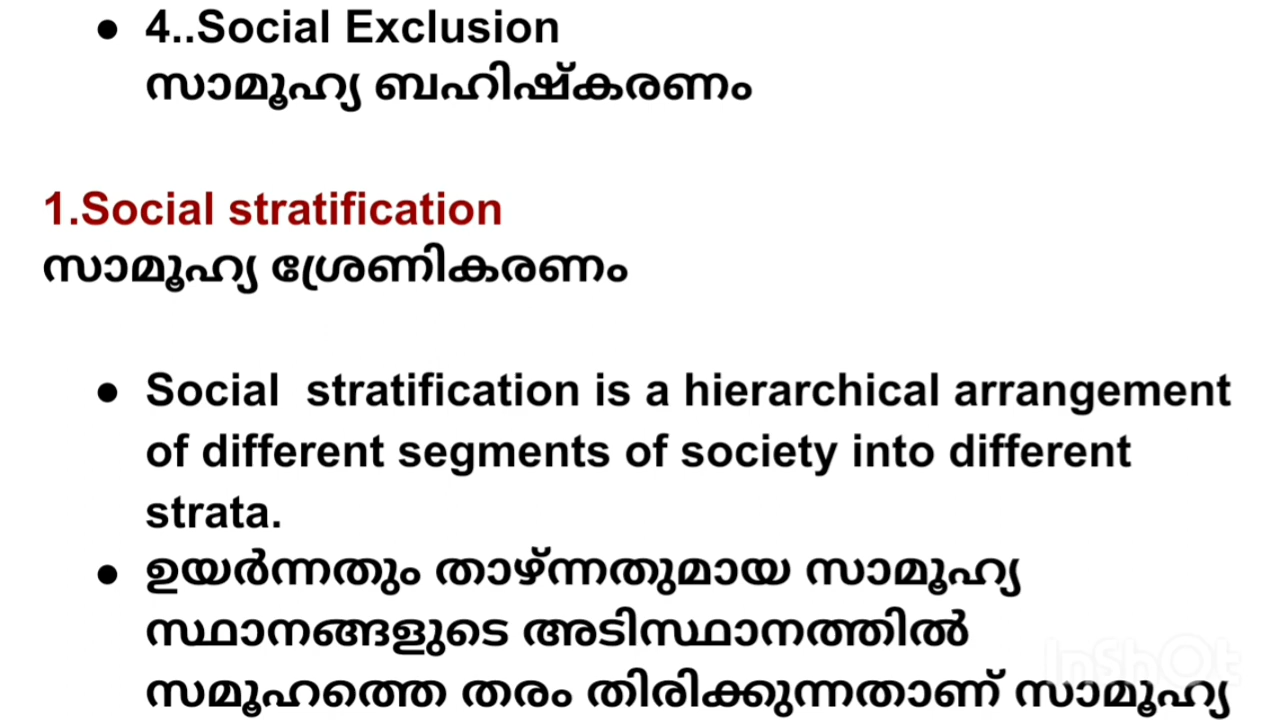 ● 4..Social Exclusion
സാമൂഹ്യ ബഹിഷ്കരണം
1.Social stratification
സാമൂഹ്യ ശ്രേണികരണം
● Social  stratification is a hierarchical arrangement
of different segments of society into different
strata.
● ഉയർന്നതും താഴ്ന്നതുമായ സാമൂഹ്യ
സ്ഥാനങ്ങളുടെ അടിസ്ഥാനത്തിൽ
സമൂഹത്തെ തരം തിരിക്കുന്നതാണ് സാമൂഹ്യ
InShOt